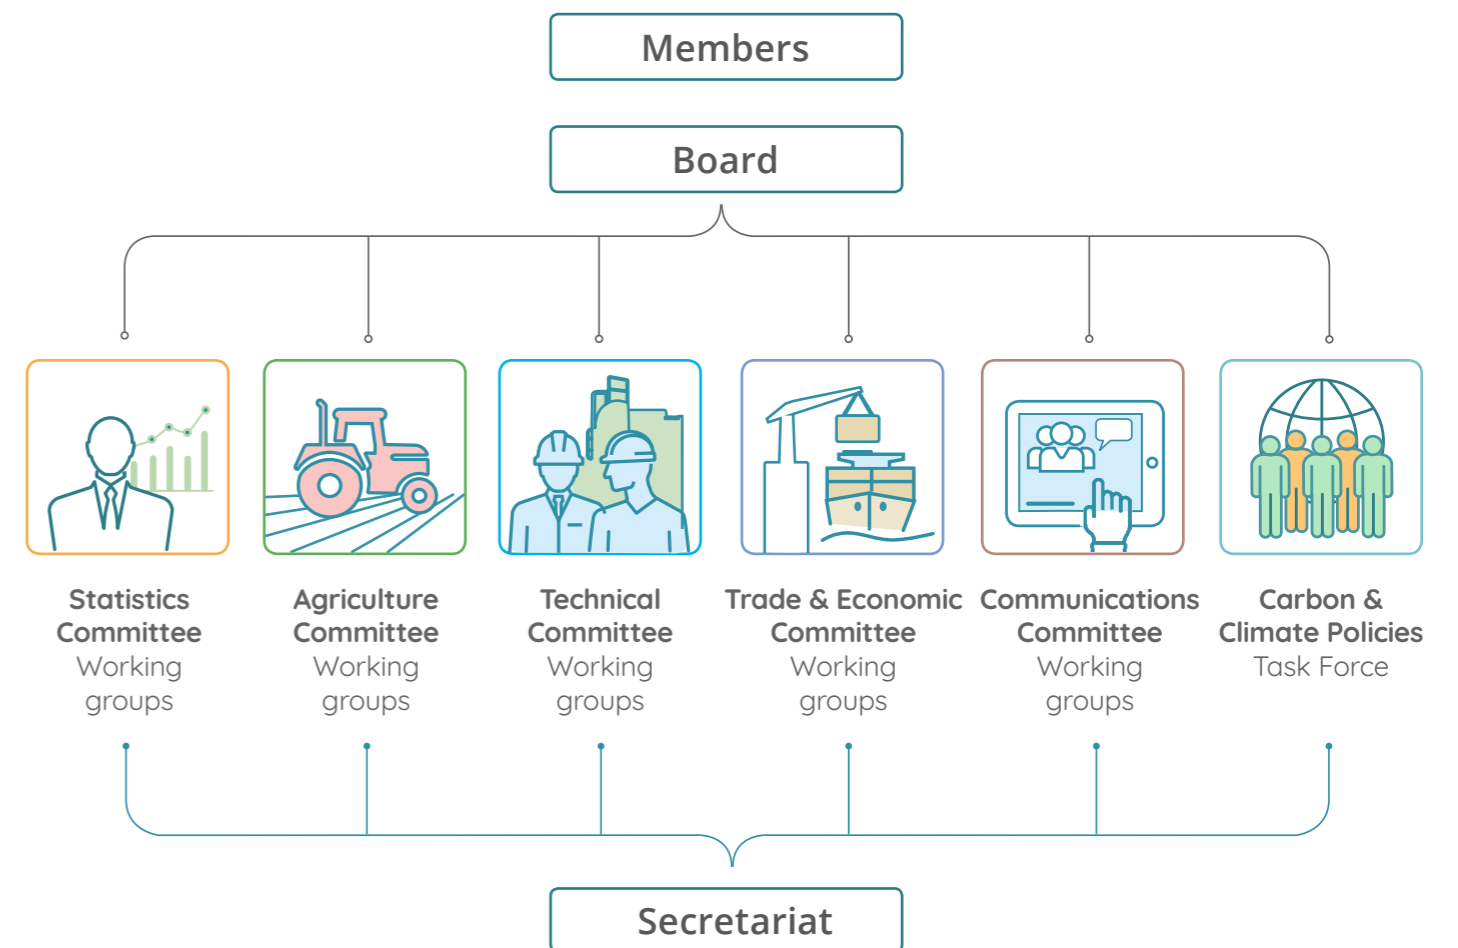 Members
Board
Statistics
Committee
Working
groups
Agriculture
Committee
Working
groups
Technical
Committee
Working
groups
Trade & Economic
Committee
Working
groups
Communications
Committee
Working
groups
Carbon &
Climate Policies
Task Force
Secretariat